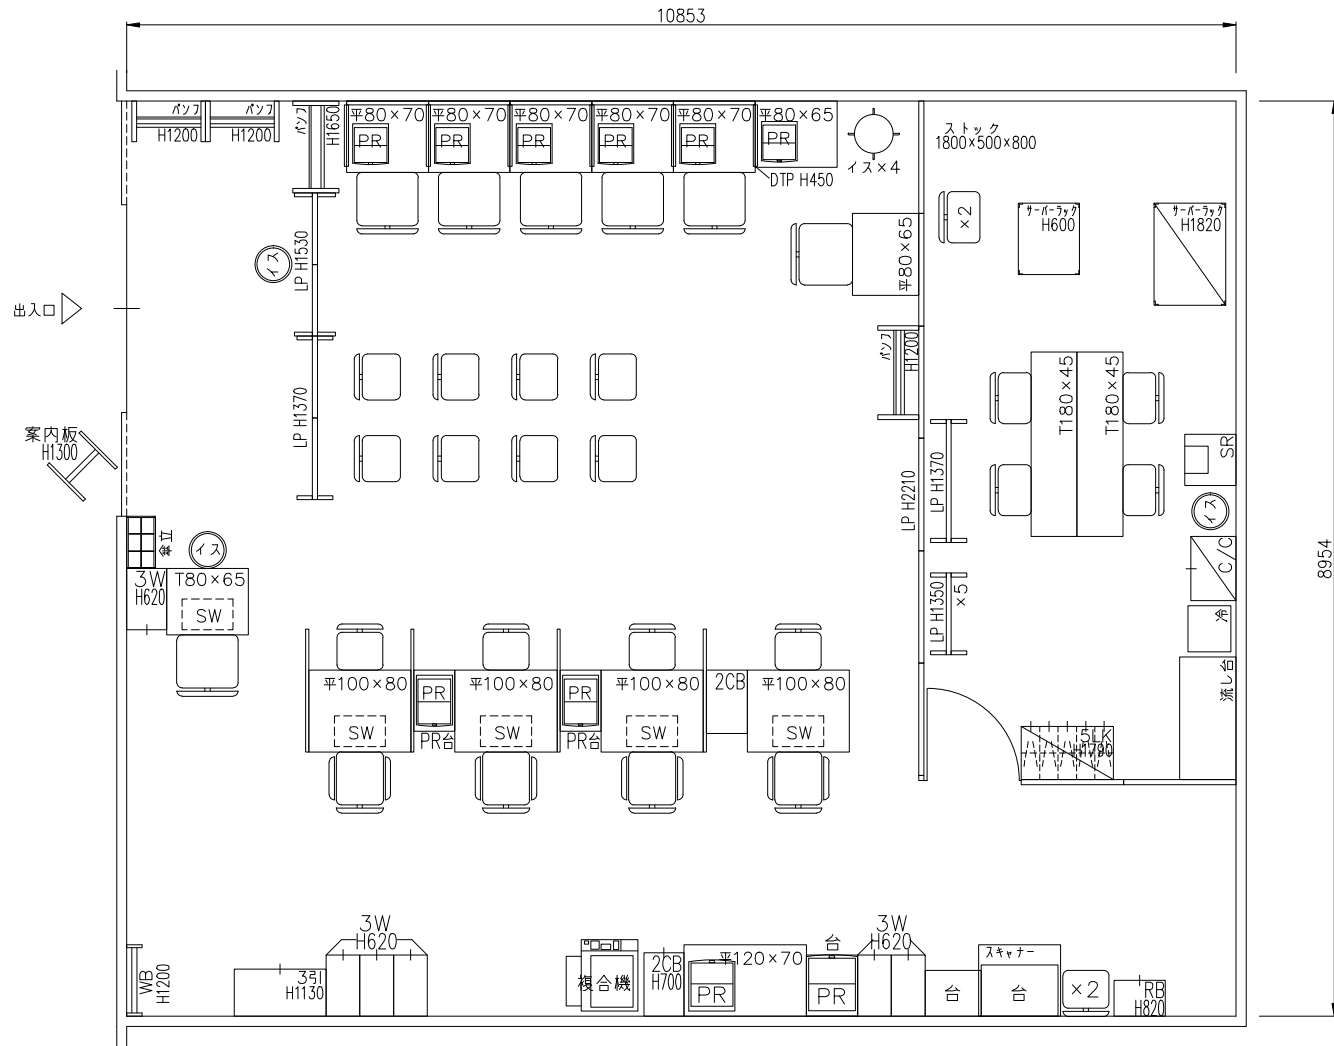 10853
パンフ
H1200
パンフ
H1200
パンフ
H1650
平80×70
PR
平80×70
PR
平80×70
PR
平80×70
PR
平80×70
PR
平80×65
PR
DTP H450
イス×4
ストック
1800×500×800
×2
サーバーラック
H600
サーバーラック
H1820
イス
LP H1530
平80×65
出入口
パンフ
H1200
LP H1370
T180×45
T180×45
案内板
H1300
LP H2210
LP H1370
SR
イス
8954
傘立
イス
C/C
3W
H620
T80×65
SW
LP H1350
×5
冷
流し台
平100×80
SW
PR
PR台
平100×80
SW
PR
PR台
平100×80
SW
2CB
平100×80
SW
5LK
H1790
WB
H1200
3引
H1130
3W
H620
複合機
2CB
H700
平120×70
PR
台
PR
3W
H620
台
スキャナー
台
×2
RB
H820